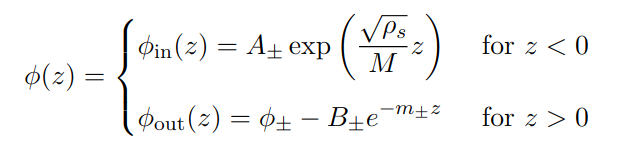 ϕ_in(z) = A_± exp(√ρ_s/M z) for z < 0
ϕ(z) = {
ϕ_out(z) = ϕ_± − B_± e^{−m_± z} for z > 0